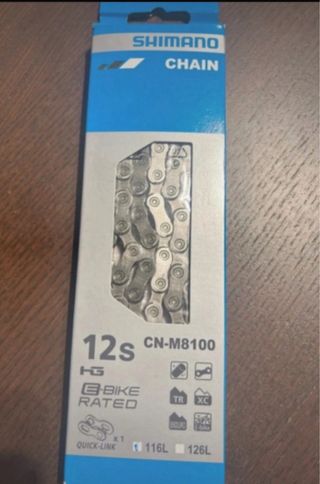 SHIMANO
CHAIN
12s CN-M8100
HG
E-BIKE
RATED
TR XC
x1
QUICK-LINK
116L 126L